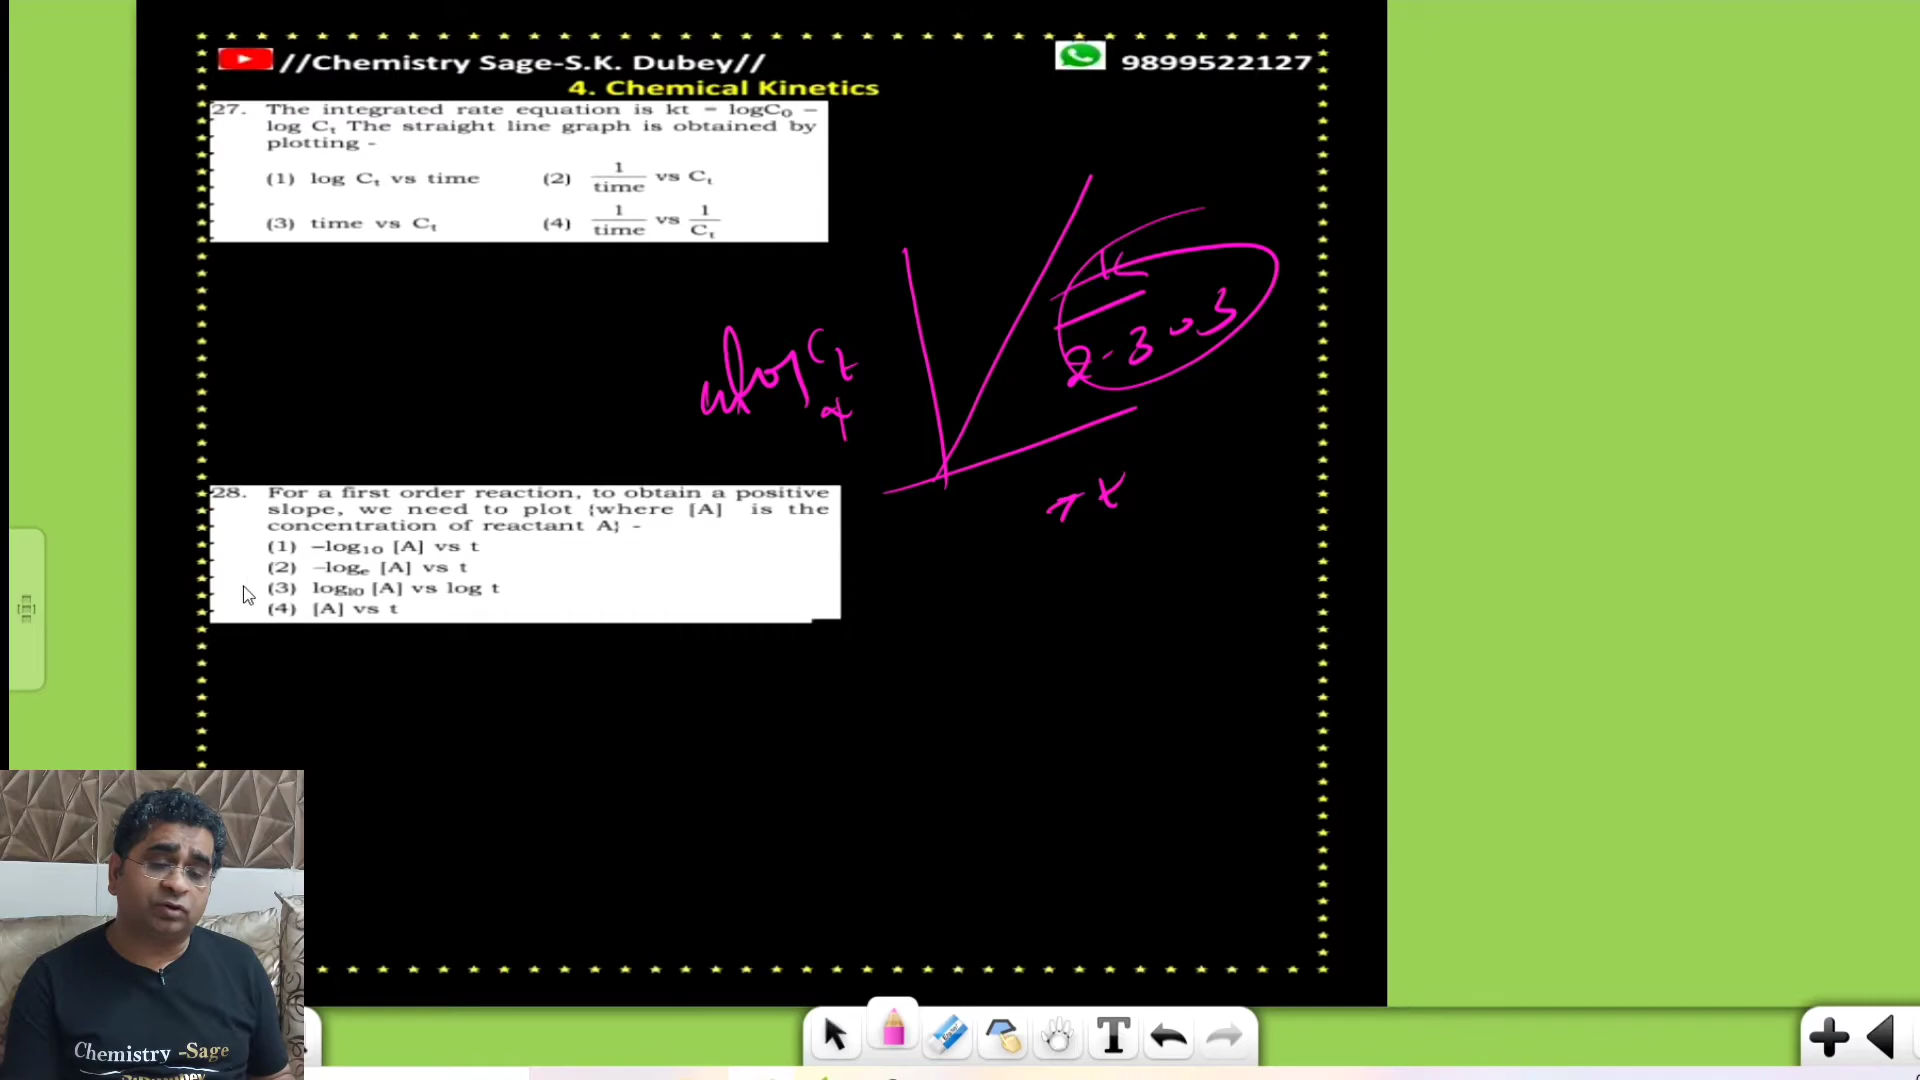 //Chemistry Sage-S.K. Dubey//
9899522127
4. Chemical Kinetics
27. The integrated rate equation is kt = logC₀ –
log Cₜ The straight line graph is obtained by
plotting -
(1) log Cₜ vs time (2) 1/time vs Cₜ
(3) time vs Cₜ (4) 1/time vs 1/Cₜ
K
2.303
log Cₜ
t
28. For a first order reaction, to obtain a positive
slope, we need to plot {where [A] is the
concentration of reactant A} -
(1) –log₁₀ [A] vs t
(2) –logₑ [A] vs t
(3) log₁₀ [A] vs log t
(4) [A] vs t
Chemistry -Sage
T